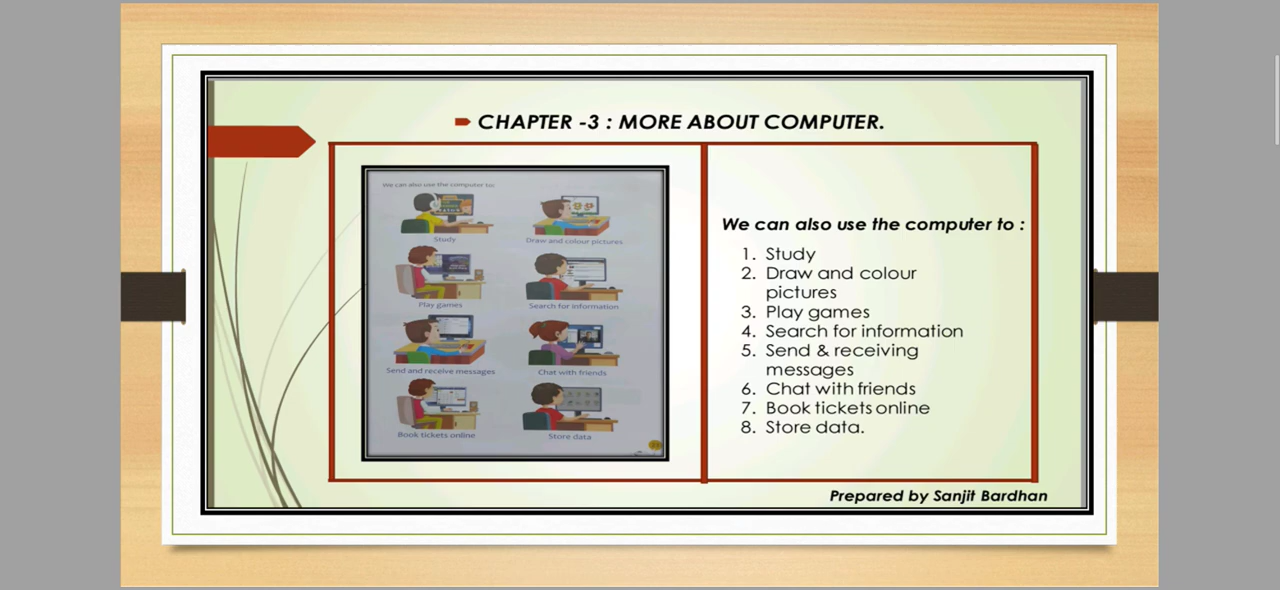 CHAPTER -3 : MORE ABOUT COMPUTER.
We can also use the computer to:
Study
Draw and colour pictures
Play games
Search for information
Send and receive messages
Chat with friends
Book tickets online
Store data
We can also use the computer to :
1. Study
2. Draw and colour
pictures
3. Play games
4. Search for information
5. Send & receiving
messages
6. Chat with friends
7. Book tickets online
8. Store data.
Prepared by Sanjit Bardhan